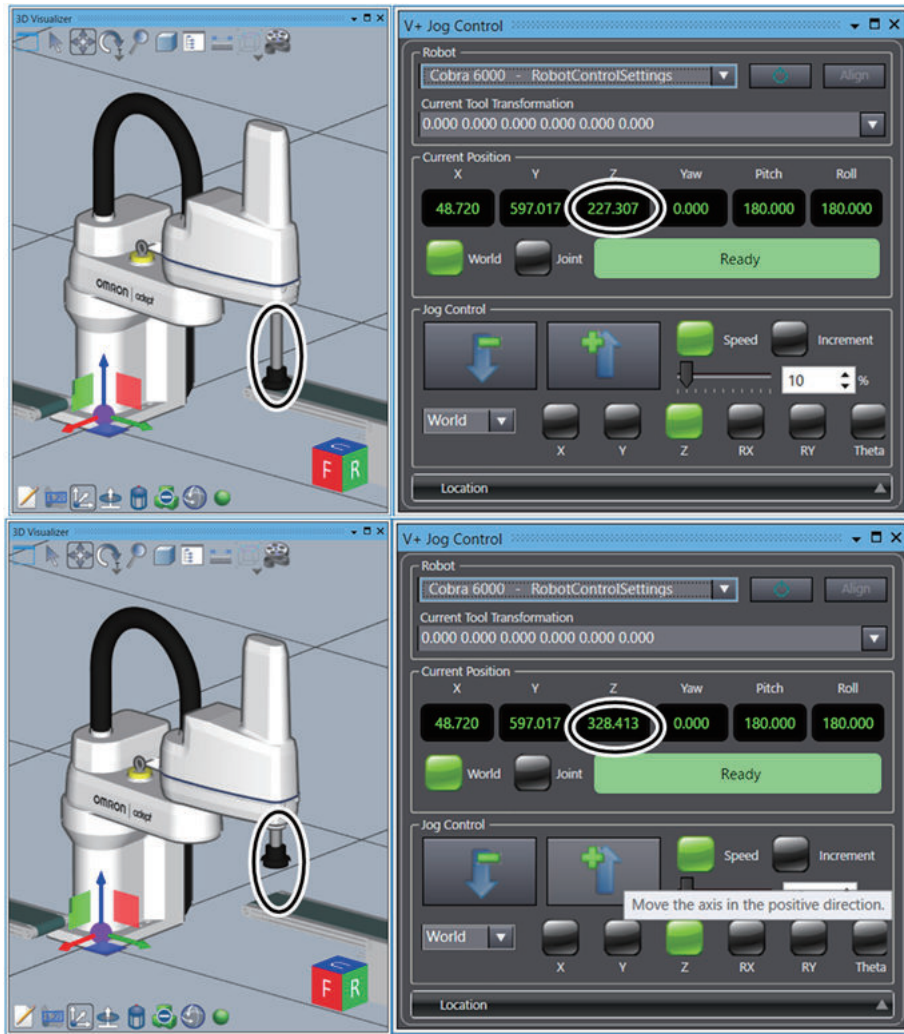 3D Visualizer
OMRON adept
F R
V+ Jog Control
Robot
Cobra 6000 - RobotControlSettings
Align
Current Tool Transformation
0.000 0.000 0.000 0.000 0.000 0.000
Current Position
X Y Z Yaw Pitch Roll
48.720 597.017 227.307 0.000 180.000 180.000
World Joint Ready
Jog Control
Speed Increment
10 %
World
X Y Z RX RY Theta
Location
3D Visualizer
OMRON adept
F R
V+ Jog Control
Robot
Cobra 6000 - RobotControlSettings
Align
Current Tool Transformation
0.000 0.000 0.000 0.000 0.000 0.000
Current Position
X Y Z Yaw Pitch Roll
48.720 597.017 328.413 0.000 180.000 180.000
World Joint Ready
Jog Control
Speed Increment
Move the axis in the positive direction.
World
X Y Z RX RY Theta
Location